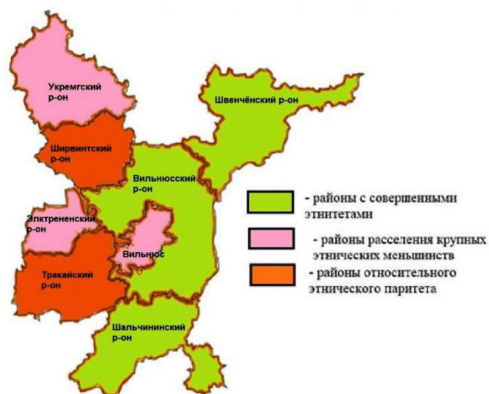 Укремгский
р-он
Швенчёнский р-он
Ширвинтский
р-он
Вильнюсский
р-он
Элктрененский
р-он
Вильнюс
Тракайский
р-он
Шальчининский
р-он
- районы с совершенными
этнитетами
- районы расселения крупных
этнических меньшинств
- районы относительного
этнического паритета